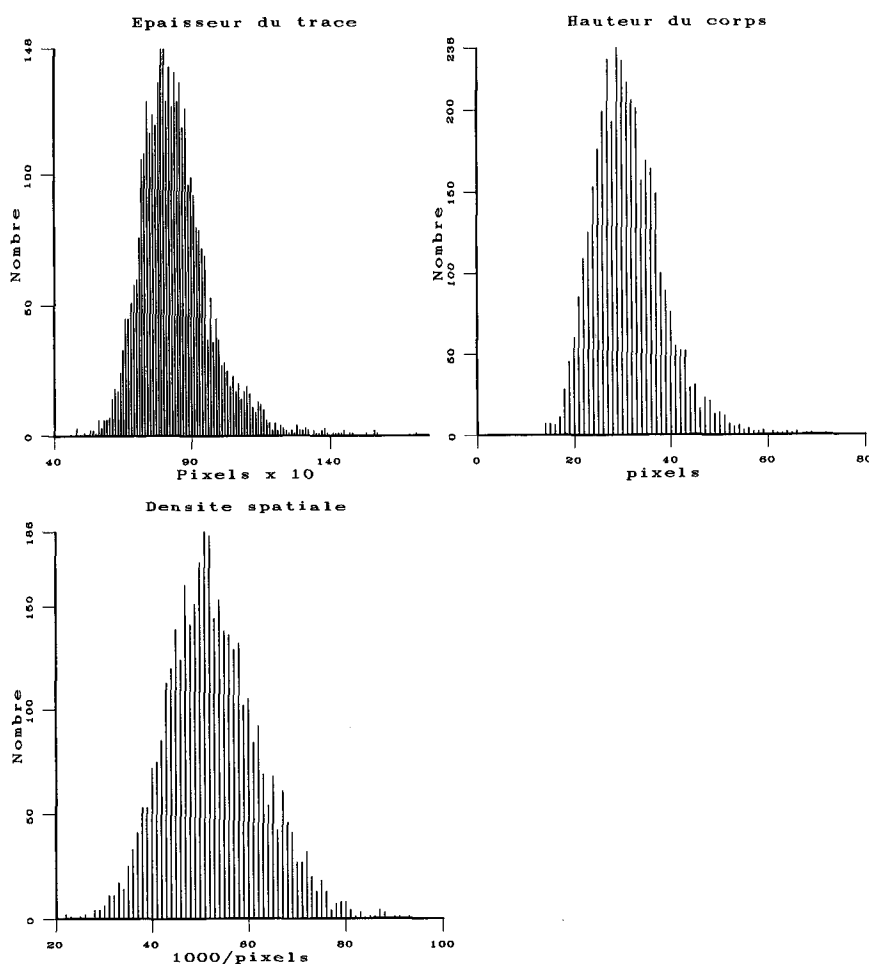 Epaisseur du trace
148
100
50
0
Nombre
40 90 140
Pixels x 10
Hauteur du corps
238
200
150
100
50
0
Nombre
0 20 40 60 80
pixels
Densite spatiale
186
150
100
50
0
Nombre
20 40 60 80 100
1000/pixels